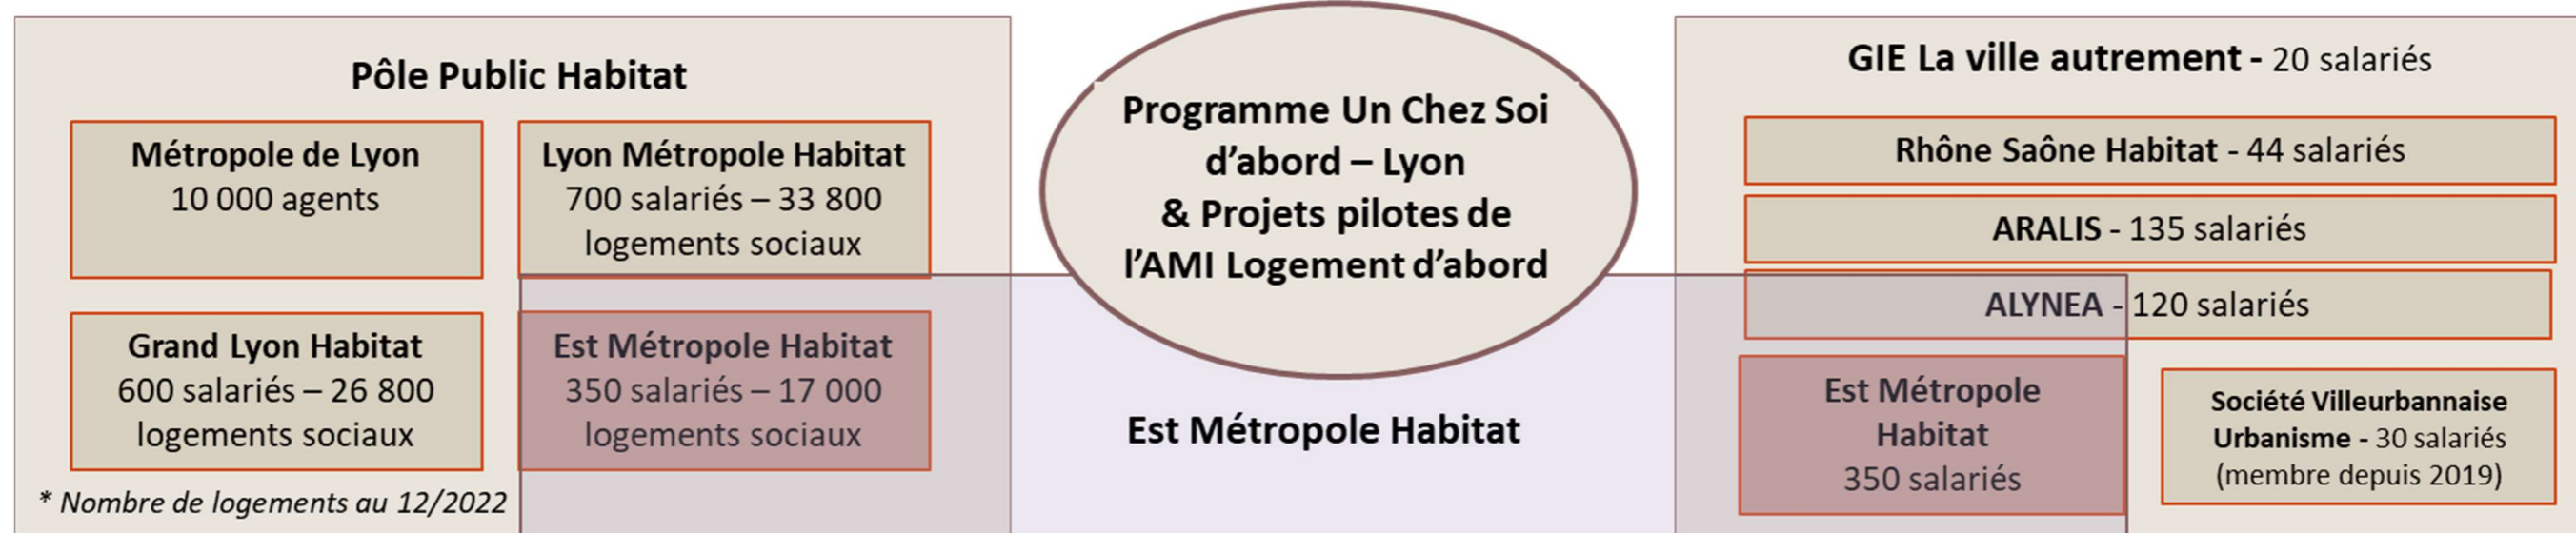 Pôle Public Habitat
Métropole de Lyon
10 000 agents
Lyon Métropole Habitat
700 salariés – 33 800
logements sociaux
Grand Lyon Habitat
600 salariés – 26 800
logements sociaux
Est Métropole Habitat
350 salariés – 17 000
logements sociaux
* Nombre de logements au 12/2022
Programme Un Chez Soi
d’abord – Lyon
& Projets pilotes de
l’AMI Logement d’abord
Est Métropole Habitat
GIE La ville autrement - 20 salariés
Rhône Saône Habitat - 44 salariés
ARALIS - 135 salariés
ALYNEA - 120 salariés
Est Métropole
Habitat
350 salariés
Société Villeurbannaise
Urbanisme - 30 salariés
(membre depuis 2019)